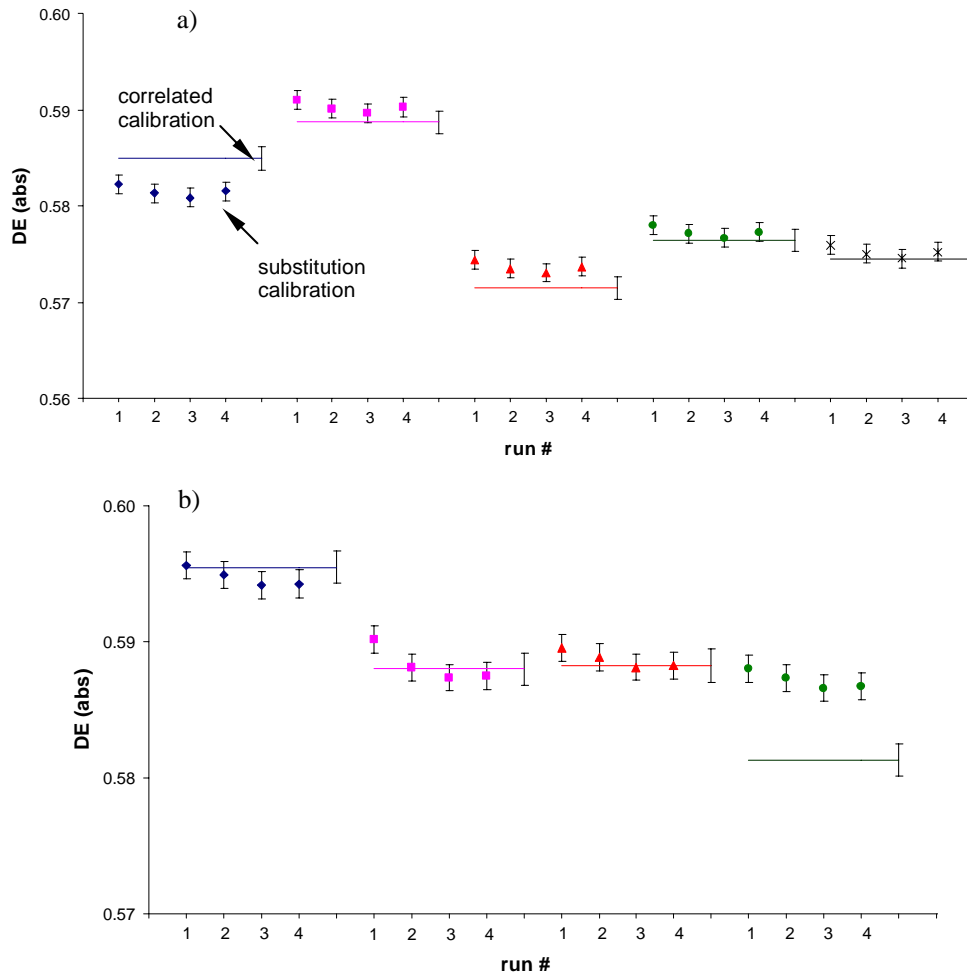 a)
0.60
0.59
0.58
0.57
0.56
DE (abs)
correlated
calibration
substitution
calibration
1 2 3 4 1 2 3 4 1 2 3 4 1 2 3 4 1 2 3 4
run #
b)
0.60
0.59
0.58
0.57
DE (abs)
1 2 3 4 1 2 3 4 1 2 3 4 1 2 3 4
run #